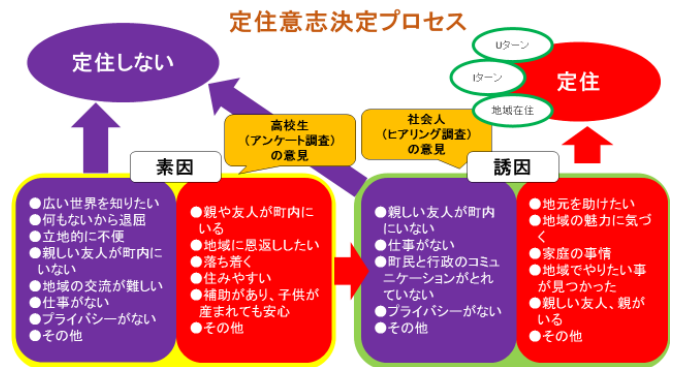 定住意志決定プロセス
定住しない
Uターン
Iターン
地域在住
定住
高校生
（アンケート調査）
の意見
社会人
（ヒアリング調査）
の意見
素因
●広い世界を知りたい
●何もないから退屈
●立地的に不便
●親しい友人が町内に
いない
●地域の交流が難しい
●仕事がない
●プライバシーがない
●その他
●親や友人が町内に
いる
●地域に恩返ししたい
●落ち着く
●住みやすい
●補助があり、子供が
産まれても安心
●その他
誘因
●親しい友人が町内
にいない
●仕事がない
●町民と行政のコミュ
ニケーションがとれ
ていない
●プライバシーがない
●その他
●地元を助けたい
●地域の魅力に気づ
く
●家庭の事情
●地域でやりたい事
が見つかった
●親しい友人、親が
いる
●その他